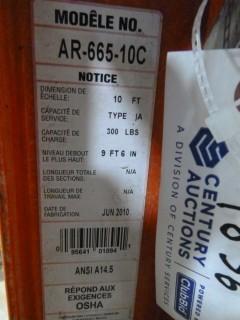 MODÈLE NO.
AR-665-10C
NOTICE
DIMENSION DE
ÉCHELLE: 10 FT
CAPACITÉ DE
SERVICE: TYPE IA
CAPACITÉ DE
CHARGE: 300 LBS
NIVEAU DEBOUT
LE PLUS HAUT: 9 FT 6 IN
LONGUEUR TOTALE
DES SECTIONS: N/A
LONGUEUR DE
TRAVAIL MAX. N/A
DATE DE
FABRICATION: JUN 2010
ANSI A14.5
RÉPOND AUX
EXIGENCES
OSHA
CENTURY
AUCTIONS
A DIVISION OF CENTURY SERVICES
POWERED
ClubBid